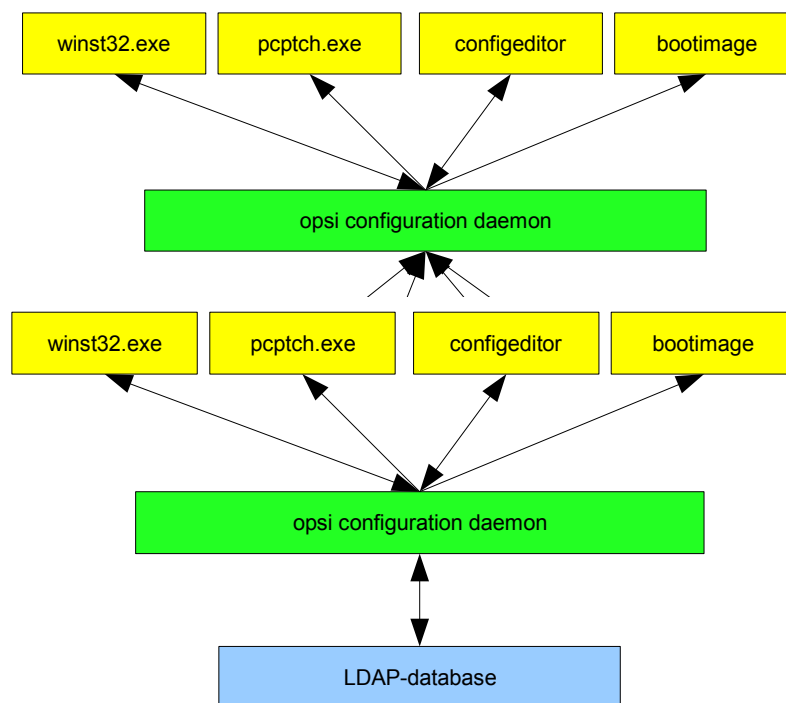 winst32.exe
pcptch.exe
configeditor
bootimage
opsi configuration daemon
winst32.exe
pcptch.exe
configeditor
bootimage
opsi configuration daemon
LDAP-database